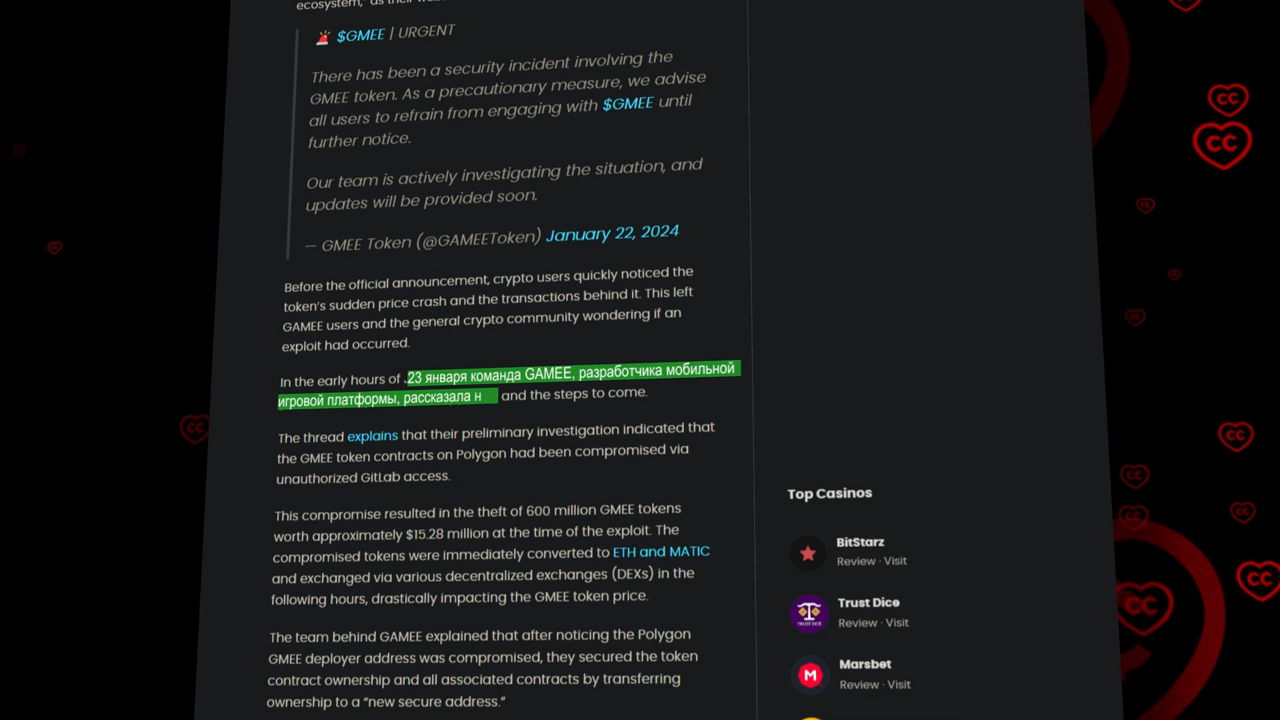 🚨 $GMEE | URGENT
There has been a security incident involving the
GMEE token. As a precautionary measure, we advise
all users to refrain from engaging with $GMEE until
further notice.
Our team is actively investigating the situation, and
updates will be provided soon.
— GMEE Token (@GAMEEToken) January 22, 2024
Before the official announcement, crypto users quickly noticed the
token's sudden price crash and the transactions behind it. This left
GAMEE users and the general crypto community wondering if an
exploit had occurred.
In the early hours of 23 января команда GAMEE, разработчика мобильной
игровой платформы, рассказала н and the steps to come.
The thread explains that their preliminary investigation indicated that
the GMEE token contracts on Polygon had been compromised via
unauthorized GitLab access.
This compromise resulted in the theft of 600 million GMEE tokens
worth approximately $15.28 million at the time of the exploit. The
compromised tokens were immediately converted to ETH and MATIC
and exchanged via various decentralized exchanges (DEXs) in the
following hours, drastically impacting the GMEE token price.
The team behind GAMEE explained that after noticing the Polygon
GMEE deployer address was compromised, they secured the token
contract ownership and all associated contracts by transferring
ownership to a “new secure address.”
Top Casinos
BitStarz
Review · Visit
TRUST DICE
Trust Dice
Review · Visit
M
Marsbet
Review · Visit
CC
CC
CC
CC
CC
CC